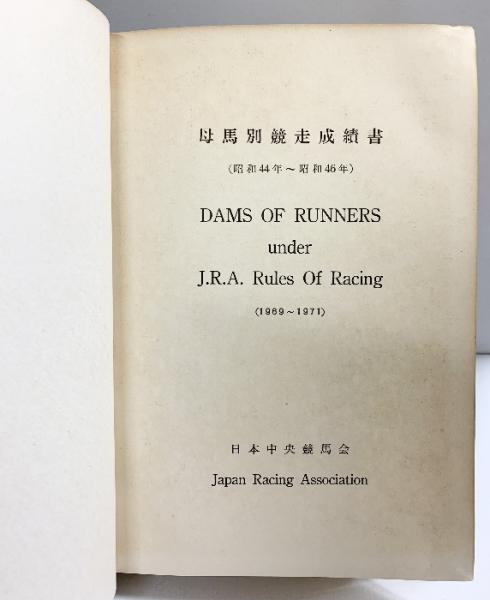 母馬別競走成績書
(昭和44年～昭和46年)
DAMS OF RUNNERS
under
J.R.A. Rules Of Racing
(1969～1971)
日本中央競馬会
Japan Racing Association